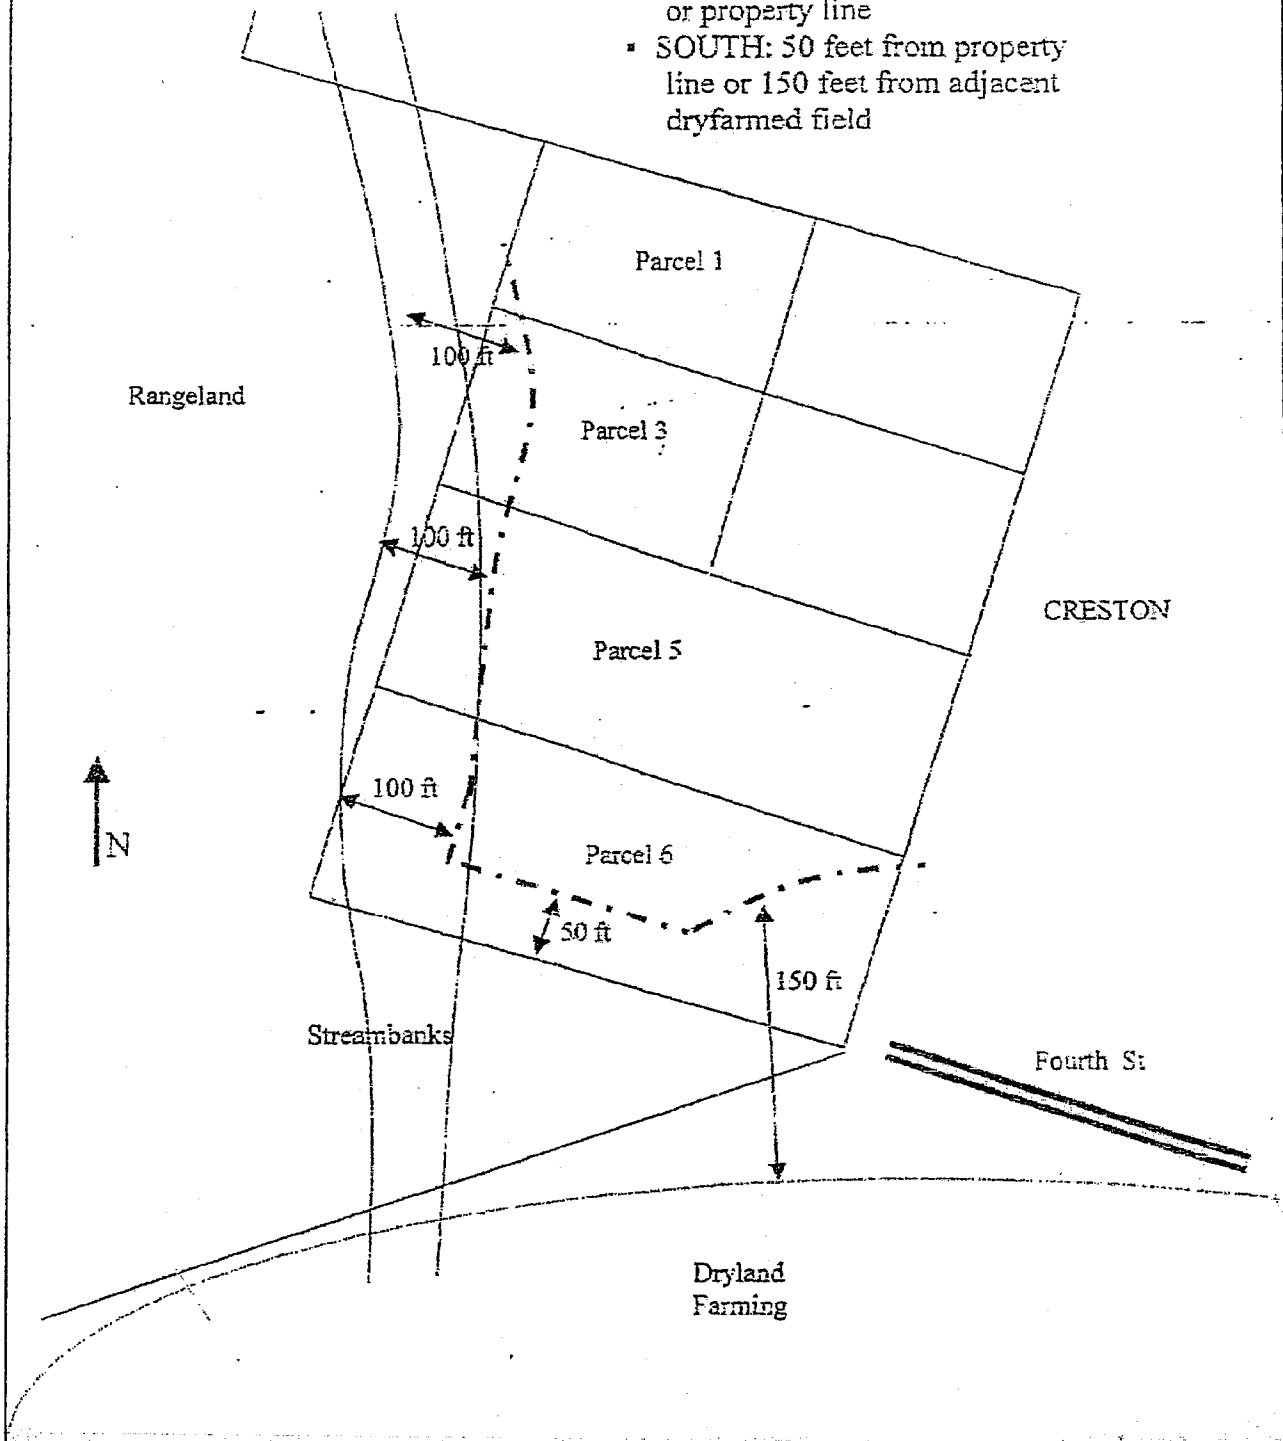 or property line
▪ SOUTH: 50 feet from property
line or 150 feet from adjacent
dryfarmed field
Parcel 1
100 ft
Rangeland
Parcel 3
100 ft
CRESTON
Parcel 5
100 ft
N
Parcel 6
50 ft
150 ft
Streambanks
Fourth St
Dryland
Farming